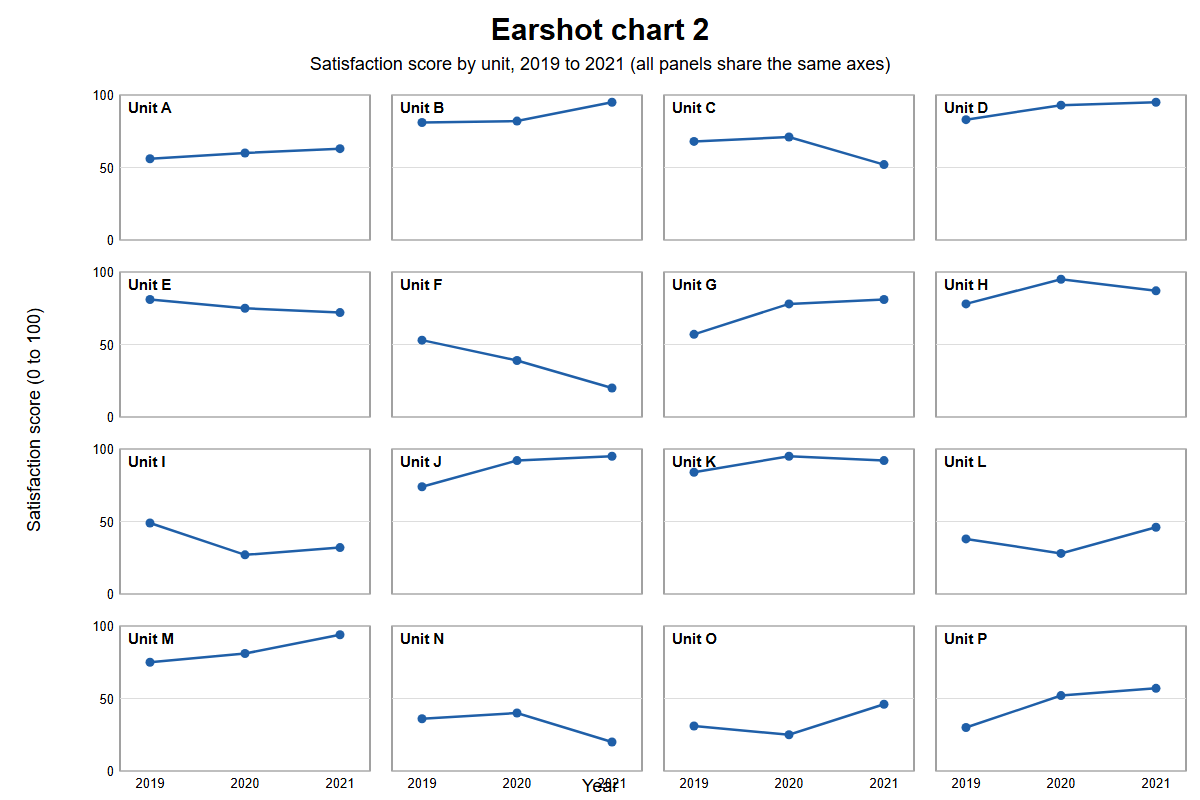 Earshot chart 2
Satisfaction score by unit, 2019 to 2021 (all panels share the same axes)
Satisfaction score (0 to 100)
100
50
0
Unit A
Unit B
Unit C
Unit D
100
50
0
Unit E
Unit F
Unit G
Unit H
100
50
0
Unit I
Unit J
Unit K
Unit L
100
50
0
Unit M
Unit N
Unit O
Unit P
2019 2020 2021 2019 2020 2021 2019 2020 2021 2019 2020 2021
Year